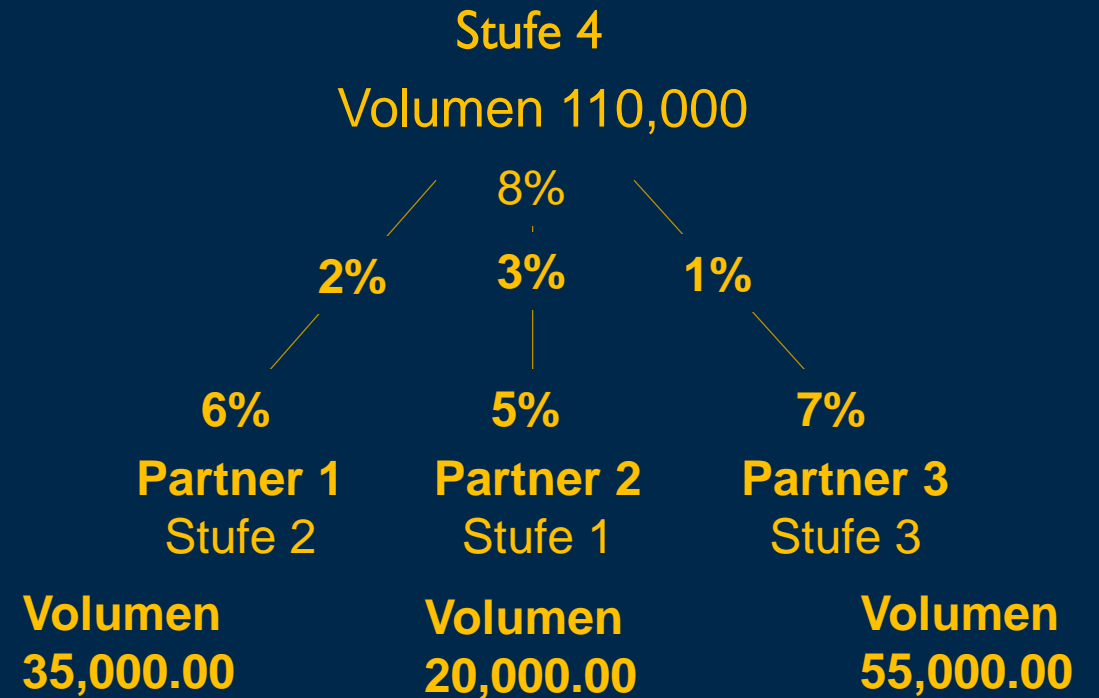 Stufe 4
Volumen 110,000
8%
2% 3% 1%
6% 5% 7%
Partner 1 Partner 2 Partner 3
Stufe 2 Stufe 1 Stufe 3
Volumen Volumen Volumen
35,000.00 20,000.00 55,000.00